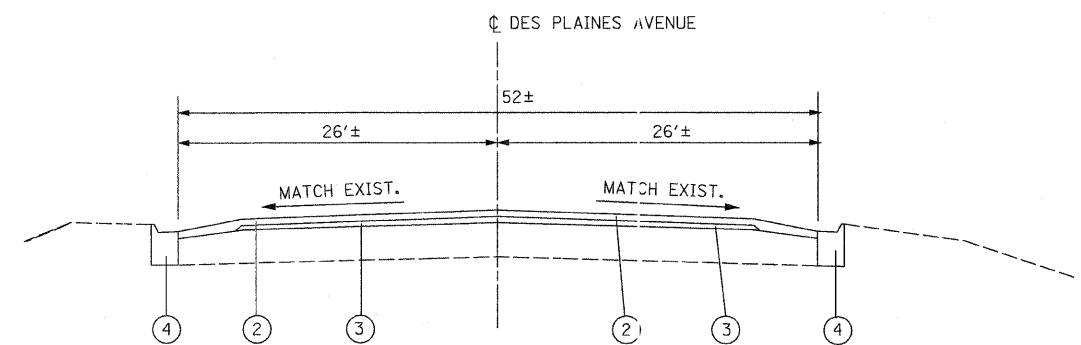 ℄ DES PLAINES AVENUE
52±
26'± 26'±
MATCH EXIST. MATCH EXIST.
4 2 3 2 3 4